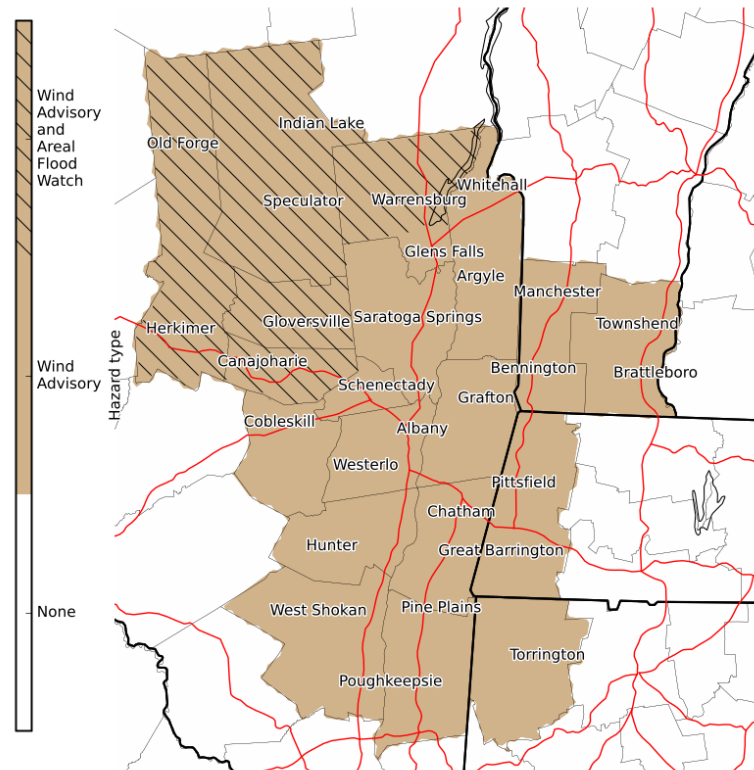 Wind
Advisory
and
Areal
Flood
Watch
Wind
Advisory
None
Hazard type
Indian Lake
Old Forge
Whitehall
Speculator
Warrensburg
Glens Falls
Argyle
Manchester
Saratoga Springs
Gloversville
Townshend
Herkimer
Canajoharie
Bennington
Brattleboro
Schenectady
Grafton
Cobleskill
Albany
Westerlo
Pittsfield
Chatham
Hunter
Great Barrington
West Shokan
Pine Plains
Torrington
Poughkeepsie